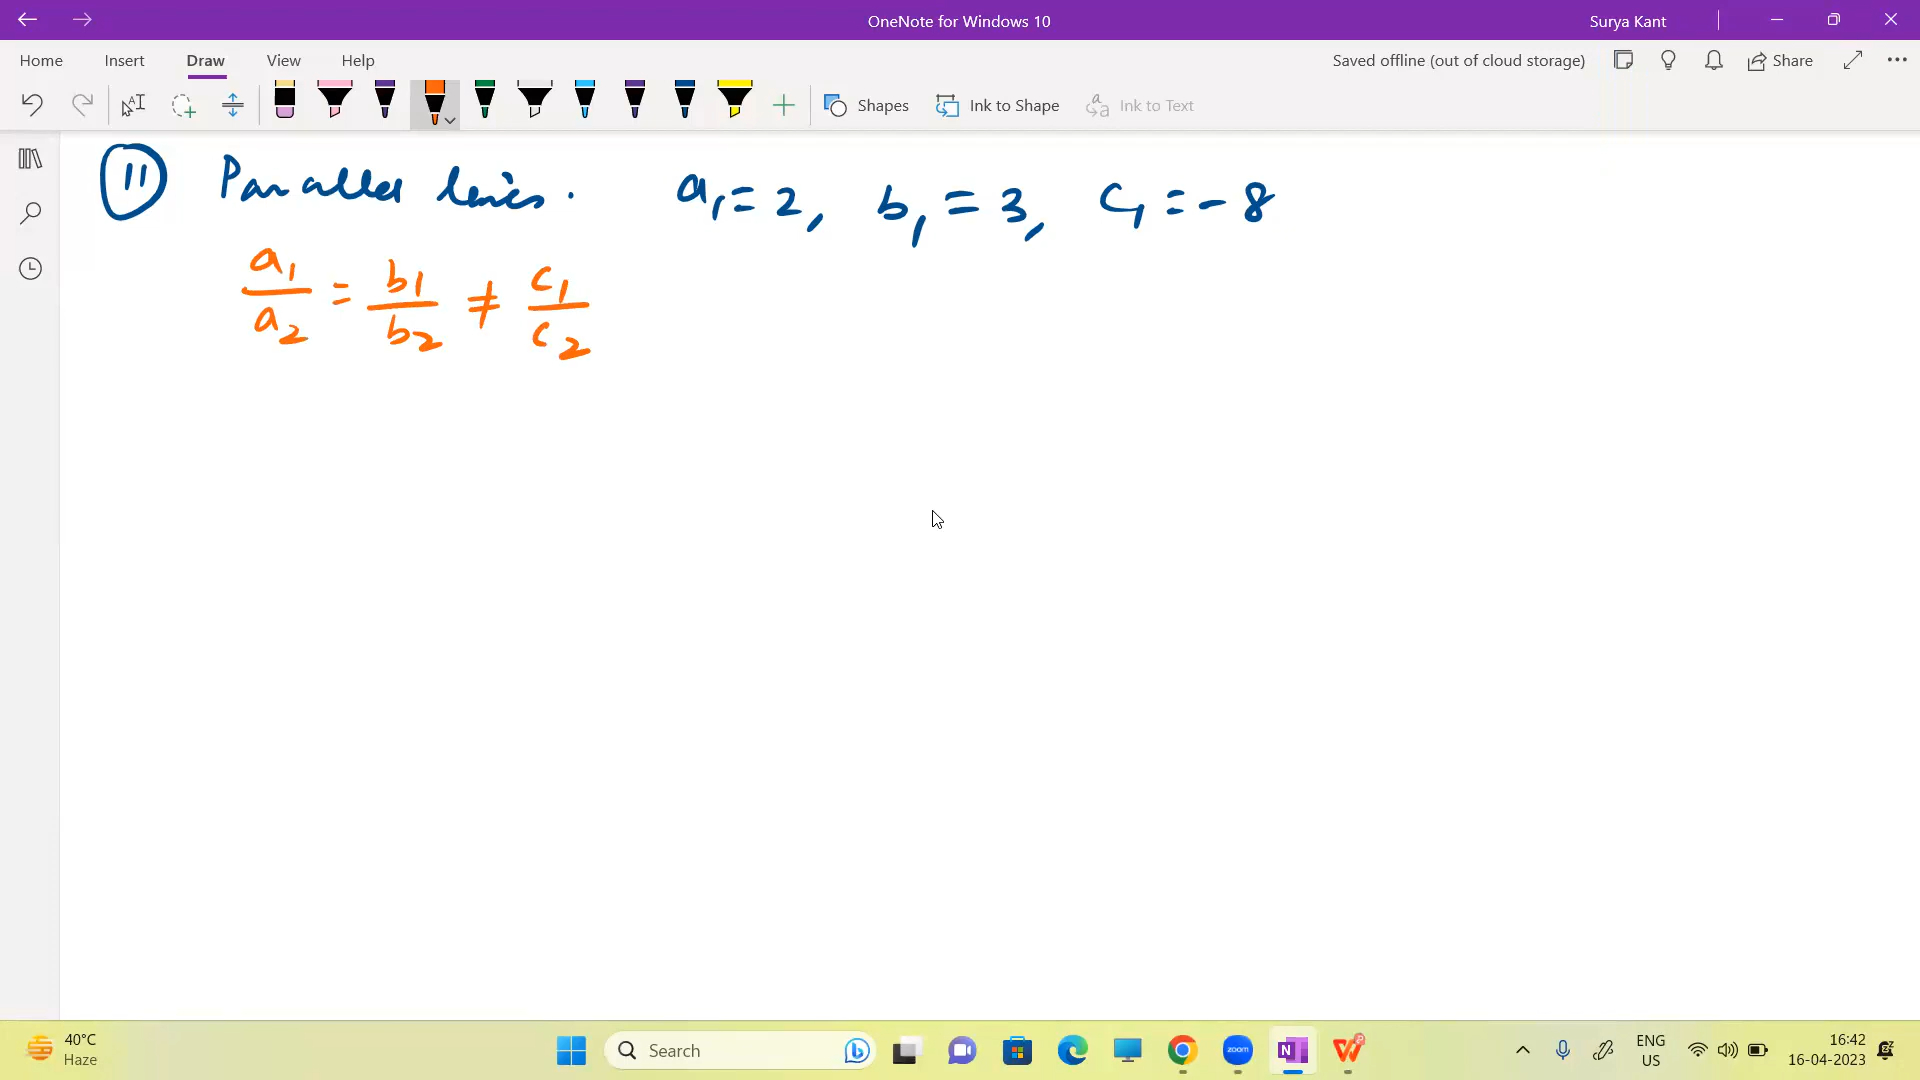 OneNote for Windows 10
Surya Kant
Home Insert Draw View Help
Saved offline (out of cloud storage)
Share
Shapes Ink to Shape Ink to Text
(11) Parallel lines. a₁ = 2, b₁ = 3, c₁ = -8
a₁/a₂ = b₁/b₂ ≠ c₁/c₂
40°C
Haze
Search
zoom
ENG
US
16:42
16-04-2023